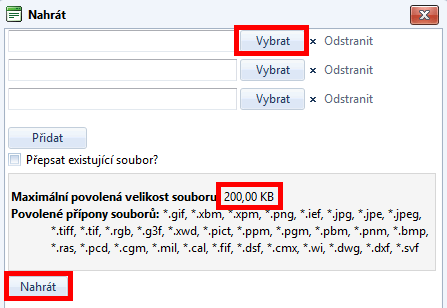 Nahrát
Vybrat × Odstranit
Vybrat × Odstranit
Vybrat × Odstranit
Přidat
Přepsat existující soubor?
Maximální povolená velikost souboru 200,00 KB
Povolené přípony souborů: *.gif, *.xbm, *.xpm, *.png, *.ief, *.jpg, *.jpe, *.jpeg,
*.tiff, *.tif, *.rgb, *.g3f, *.xwd, *.pict, *.ppm, *.pgm, *.pbm, *.pnm, *.bmp,
*.ras, *.pcd, *.cgm, *.mil, *.cal, *.fif, *.dsf, *.cmx, *.wi, *.dwg, *.dxf, *.svf
Nahrát